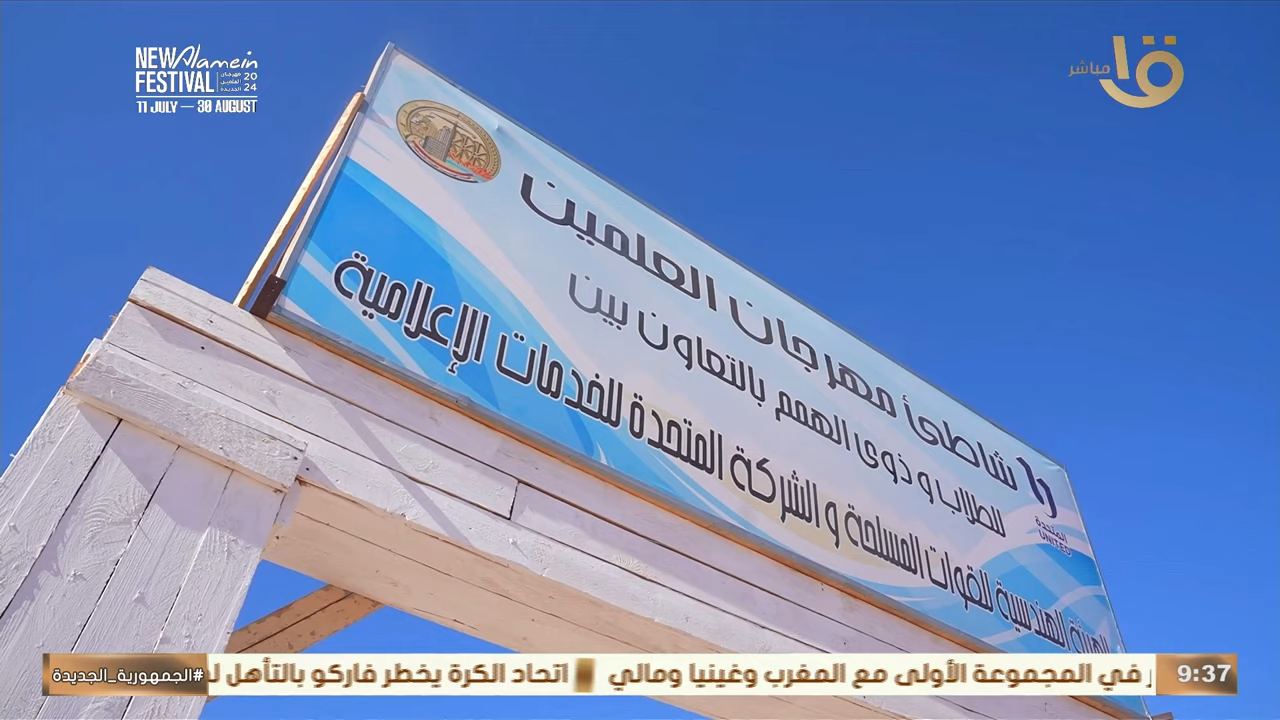 NEW Alamein
FESTIVAL
مهرجان
العلمين
الجديدة
20
24
11 JULY — 30 AUGUST
مباشر
شاطئ مهرجان العلمين
للطلاب و ذوى الهمم بالتعاون بين
الهيئة الهندسية للقوات المسلحة و الشركة المتحدة للخدمات الإعلامية
المتحدة
UNITED
#الجمهورية_الجديدة
ر في المجموعة الأولى مع المغرب وغينيا ومالي
اتحاد الكرة يخطر فاركو بالتأهل ل
9:37